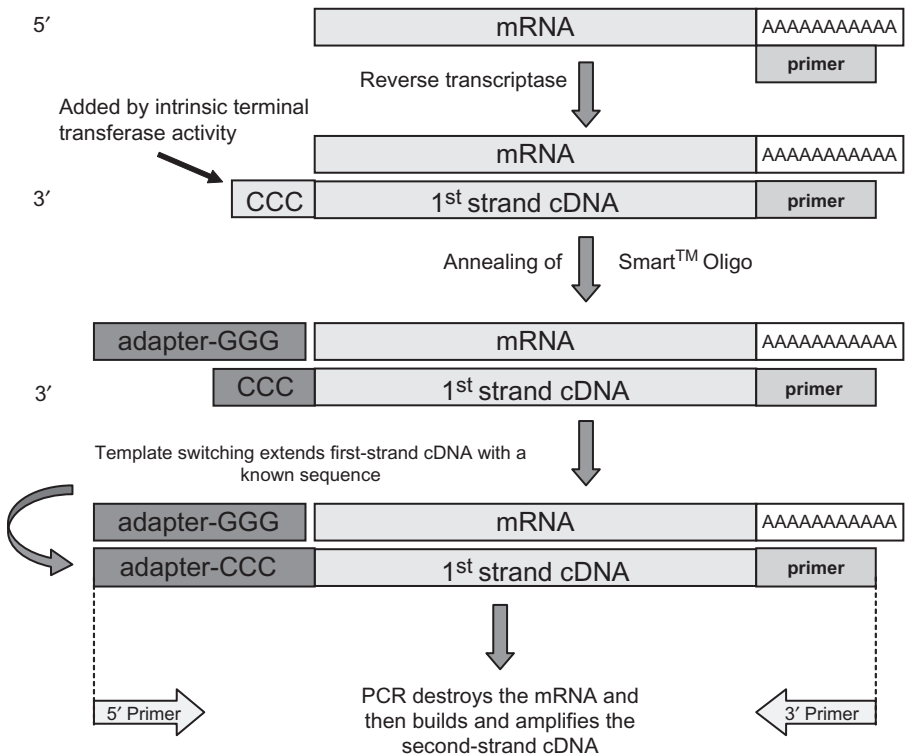 5′
mRNA
AAAAAAAAAAA
primer
Reverse transcriptase
Added by intrinsic terminal
transferase activity
mRNA
AAAAAAAAAAA
3′
CCC
1st strand cDNA
primer
Annealing of
Smart™ Oligo
adapter-GGG
mRNA
AAAAAAAAAAA
3′
CCC
1st strand cDNA
primer
Template switching extends first-strand cDNA with a
known sequence
adapter-GGG
mRNA
AAAAAAAAAAA
adapter-CCC
1st strand cDNA
primer
5′ Primer
PCR destroys the mRNA and
then builds and amplifies the
second-strand cDNA
3′ Primer